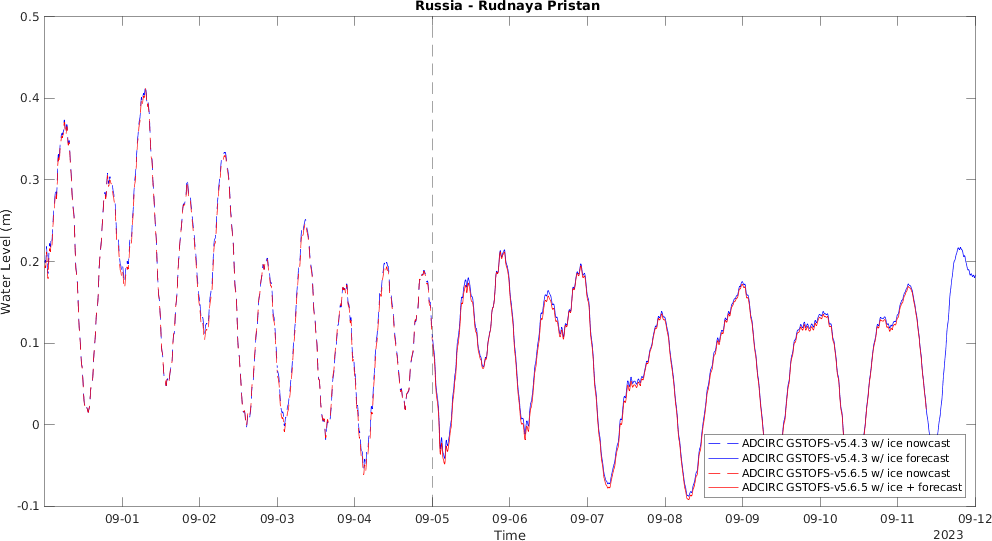 Russia - Rudnaya Pristan
0.5
0.4
0.3
0.2
0.1
0
-0.1
Water Level (m)
ADCIRC GSTOFS-v5.4.3 w/ ice nowcast
ADCIRC GSTOFS-v5.4.3 w/ ice forecast
ADCIRC GSTOFS-v5.6.5 w/ ice nowcast
ADCIRC GSTOFS-v5.6.5 w/ ice + forecast
09-01 09-02 09-03 09-04 09-05 09-06 09-07 09-08 09-09 09-10 09-11 09-12
Time
2023